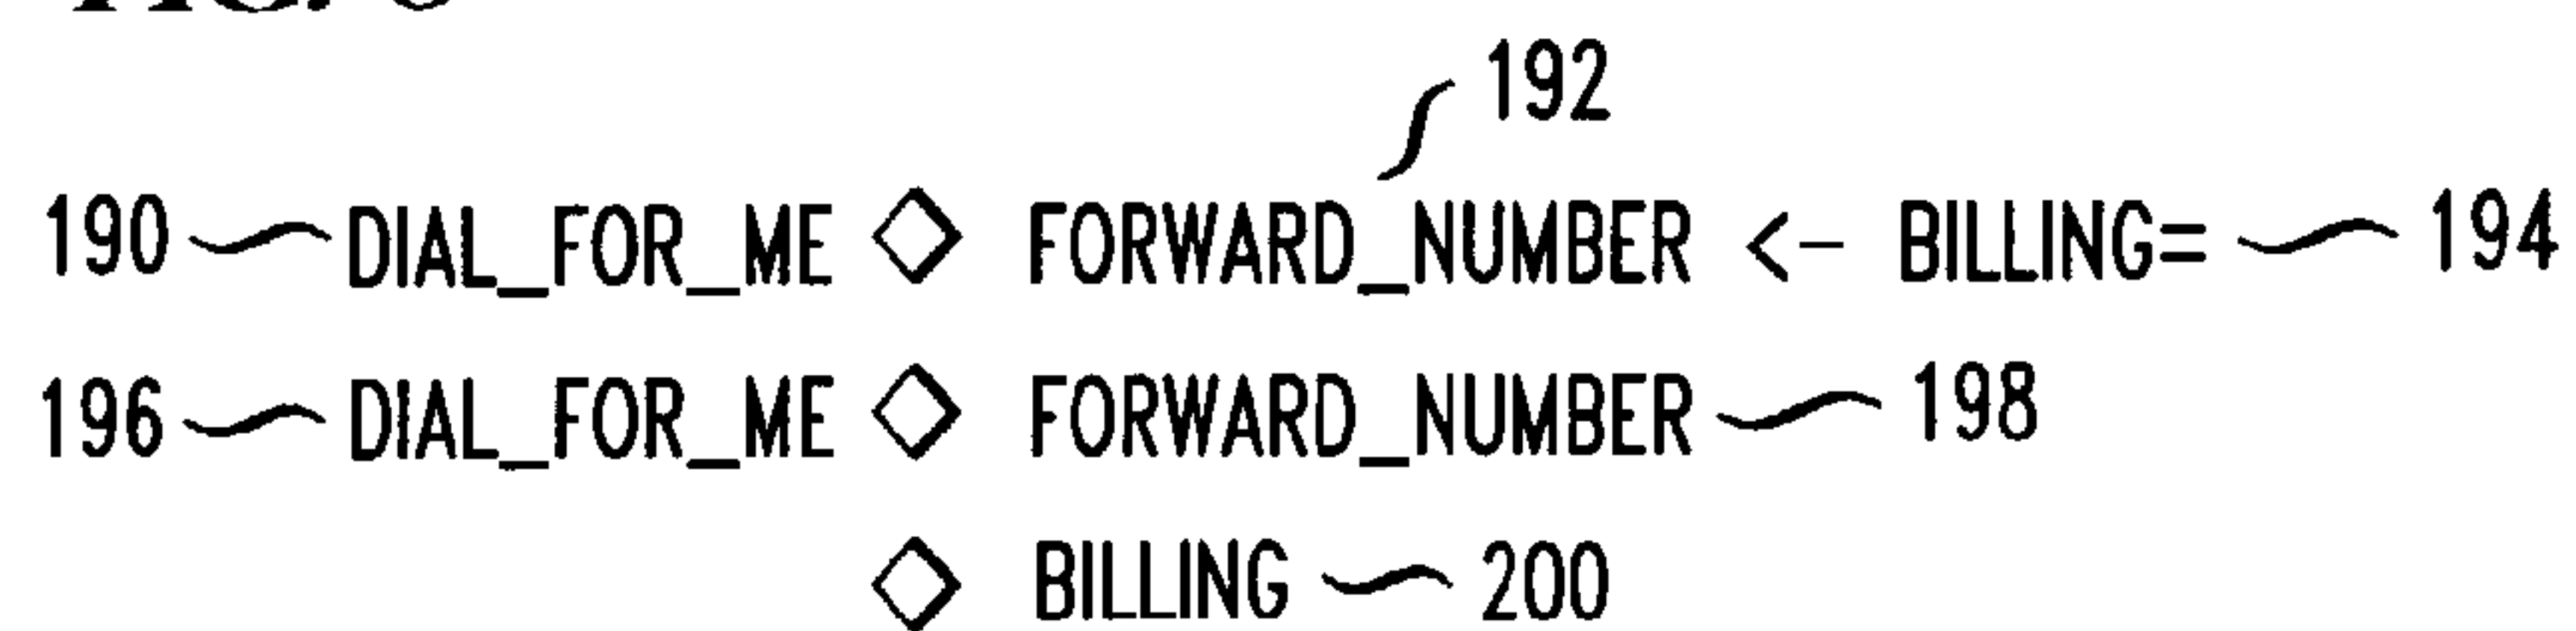 192
190 DIAL_FOR_ME ◇ FORWARD_NUMBER <- BILLING= 194
196 DIAL_FOR_ME ◇ FORWARD_NUMBER 198
◇ BILLING 200